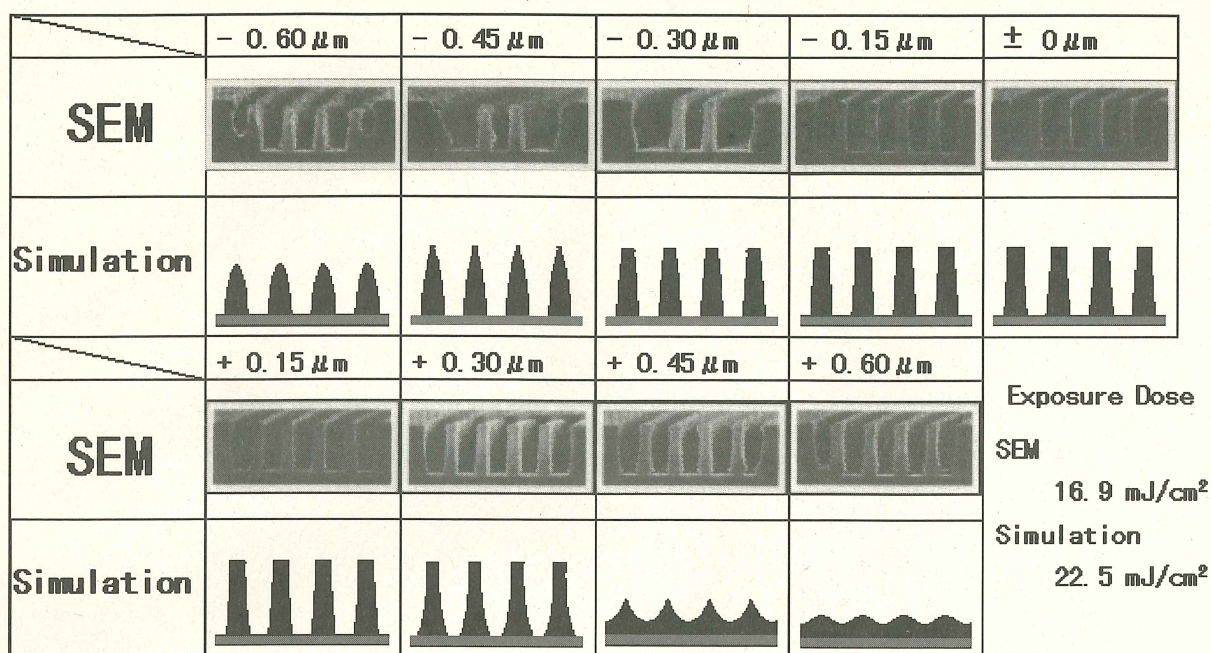 − 0.60 μm − 0.45 μm − 0.30 μm − 0.15 μm ± 0 μm
SEM
Simulation
+ 0.15 μm + 0.30 μm + 0.45 μm + 0.60 μm
Exposure Dose
SEM
SEM
16.9 mJ/cm²
Simulation
Simulation
22.5 mJ/cm²